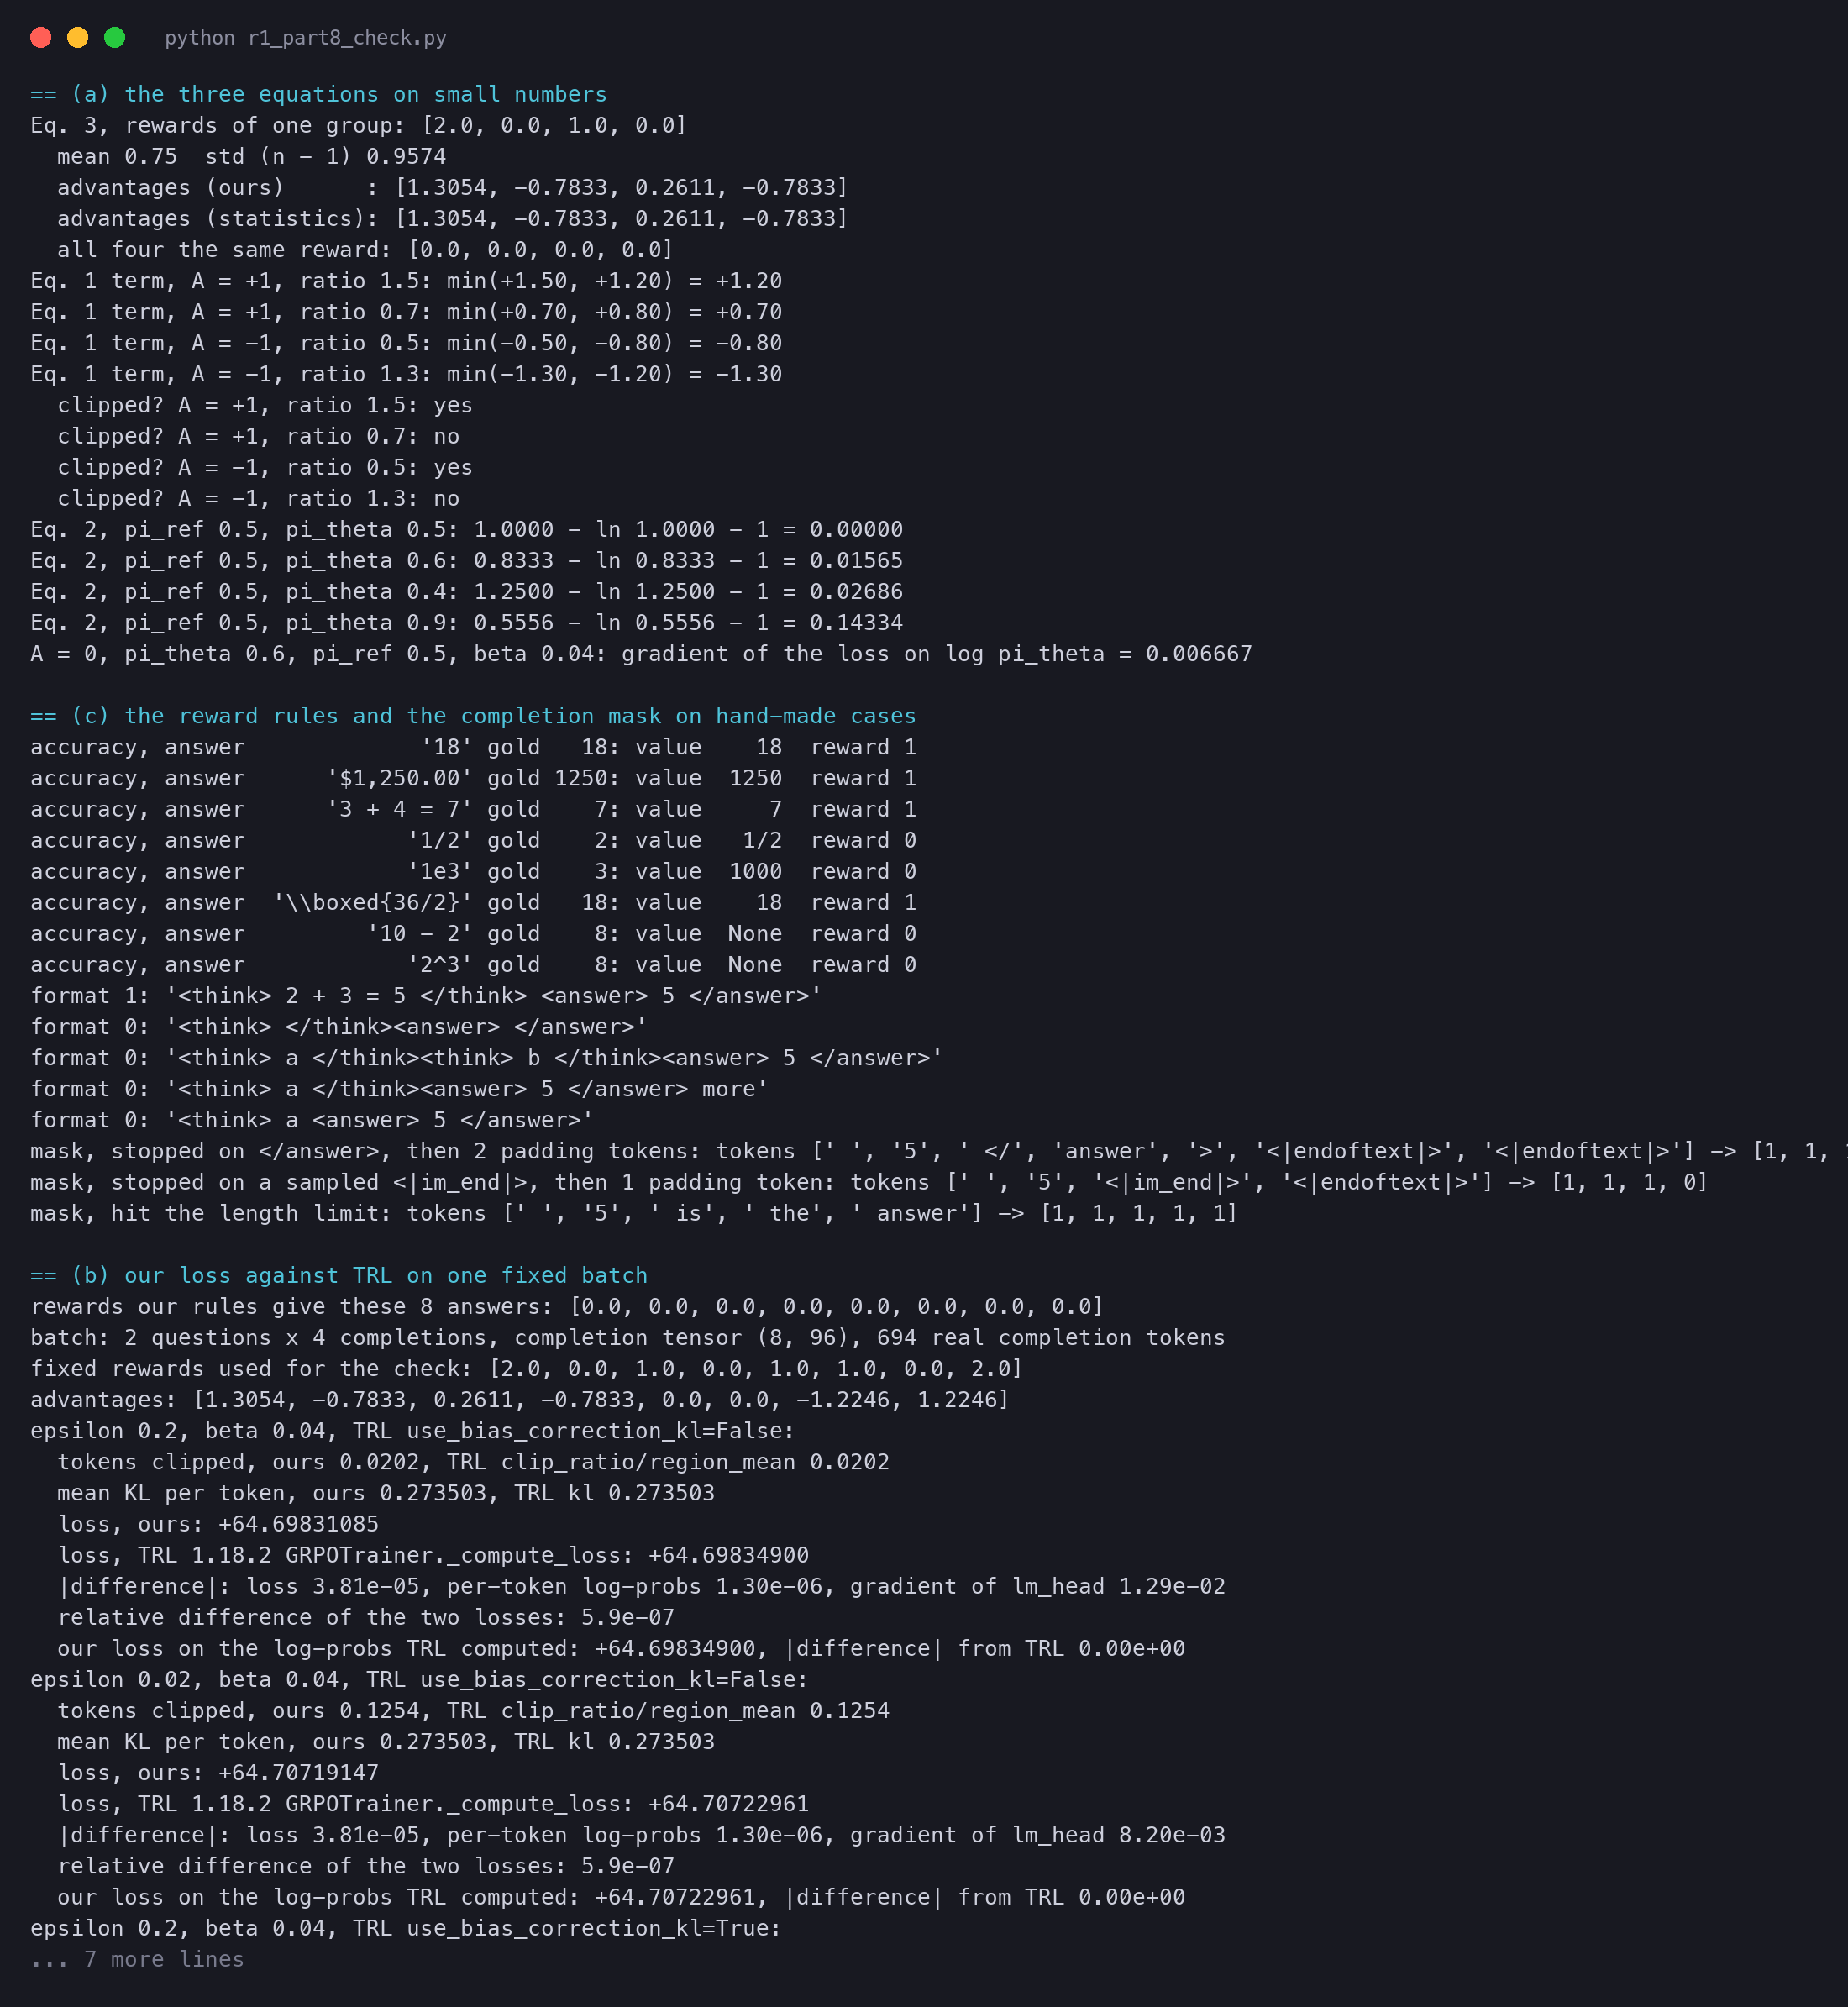 python r1_part8_check.py
== (a) the three equations on small numbers
Eq. 3, rewards of one group: [2.0, 0.0, 1.0, 0.0]
  mean 0.75  std (n − 1) 0.9574
  advantages (ours)      : [1.3054, −0.7833, 0.2611, −0.7833]
  advantages (statistics): [1.3054, −0.7833, 0.2611, −0.7833]
  all four the same reward: [0.0, 0.0, 0.0, 0.0]
Eq. 1 term, A = +1, ratio 1.5: min(+1.50, +1.20) = +1.20
Eq. 1 term, A = +1, ratio 0.7: min(+0.70, +0.80) = +0.70
Eq. 1 term, A = −1, ratio 0.5: min(−0.50, −0.80) = −0.80
Eq. 1 term, A = −1, ratio 1.3: min(−1.30, −1.20) = −1.30
  clipped? A = +1, ratio 1.5: yes
  clipped? A = +1, ratio 0.7: no
  clipped? A = −1, ratio 0.5: yes
  clipped? A = −1, ratio 1.3: no
Eq. 2, pi_ref 0.5, pi_theta 0.5: 1.0000 − ln 1.0000 − 1 = 0.00000
Eq. 2, pi_ref 0.5, pi_theta 0.6: 0.8333 − ln 0.8333 − 1 = 0.01565
Eq. 2, pi_ref 0.5, pi_theta 0.4: 1.2500 − ln 1.2500 − 1 = 0.02686
Eq. 2, pi_ref 0.5, pi_theta 0.9: 0.5556 − ln 0.5556 − 1 = 0.14334
A = 0, pi_theta 0.6, pi_ref 0.5, beta 0.04: gradient of the loss on log pi_theta = 0.006667
== (c) the reward rules and the completion mask on hand−made cases
accuracy, answer             '18' gold   18: value    18  reward 1
accuracy, answer      '$1,250.00' gold 1250: value  1250  reward 1
accuracy, answer      '3 + 4 = 7' gold    7: value     7  reward 1
accuracy, answer            '1/2' gold    2: value   1/2  reward 0
accuracy, answer            '1e3' gold    3: value  1000  reward 0
accuracy, answer  '\\boxed{36/2}' gold   18: value    18  reward 1
accuracy, answer         '10 − 2' gold    8: value  None  reward 0
accuracy, answer            '2^3' gold    8: value  None  reward 0
format 1: '<think> 2 + 3 = 5 </think> <answer> 5 </answer>'
format 0: '<think> </think><answer> </answer>'
format 0: '<think> a </think><think> b </think><answer> 5 </answer>'
format 0: '<think> a </think><answer> 5 </answer> more'
format 0: '<think> a <answer> 5 </answer>'
mask, stopped on </answer>, then 2 padding tokens: tokens [' ', '5', ' </', 'answer', '>', '<|endoftext|>', '<|endoftext|>'] −> [1, 1,
mask, stopped on a sampled <|im_end|>, then 1 padding token: tokens [' ', '5', '<|im_end|>', '<|endoftext|>'] −> [1, 1, 1, 0]
mask, hit the length limit: tokens [' ', '5', ' is', ' the', ' answer'] −> [1, 1, 1, 1, 1]
== (b) our loss against TRL on one fixed batch
rewards our rules give these 8 answers: [0.0, 0.0, 0.0, 0.0, 0.0, 0.0, 0.0, 0.0]
batch: 2 questions x 4 completions, completion tensor (8, 96), 694 real completion tokens
fixed rewards used for the check: [2.0, 0.0, 1.0, 0.0, 1.0, 1.0, 0.0, 2.0]
advantages: [1.3054, −0.7833, 0.2611, −0.7833, 0.0, 0.0, −1.2246, 1.2246]
epsilon 0.2, beta 0.04, TRL use_bias_correction_kl=False:
  tokens clipped, ours 0.0202, TRL clip_ratio/region_mean 0.0202
  mean KL per token, ours 0.273503, TRL kl 0.273503
  loss, ours: +64.69831085
  loss, TRL 1.18.2 GRPOTrainer._compute_loss: +64.69834900
  |difference|: loss 3.81e−05, per−token log−probs 1.30e−06, gradient of lm_head 1.29e−02
  relative difference of the two losses: 5.9e−07
  our loss on the log−probs TRL computed: +64.69834900, |difference| from TRL 0.00e+00
epsilon 0.02, beta 0.04, TRL use_bias_correction_kl=False:
  tokens clipped, ours 0.1254, TRL clip_ratio/region_mean 0.1254
  mean KL per token, ours 0.273503, TRL kl 0.273503
  loss, ours: +64.70719147
  loss, TRL 1.18.2 GRPOTrainer._compute_loss: +64.70722961
  |difference|: loss 3.81e−05, per−token log−probs 1.30e−06, gradient of lm_head 8.20e−03
  relative difference of the two losses: 5.9e−07
  our loss on the log−probs TRL computed: +64.70722961, |difference| from TRL 0.00e+00
epsilon 0.2, beta 0.04, TRL use_bias_correction_kl=True:
... 7 more lines